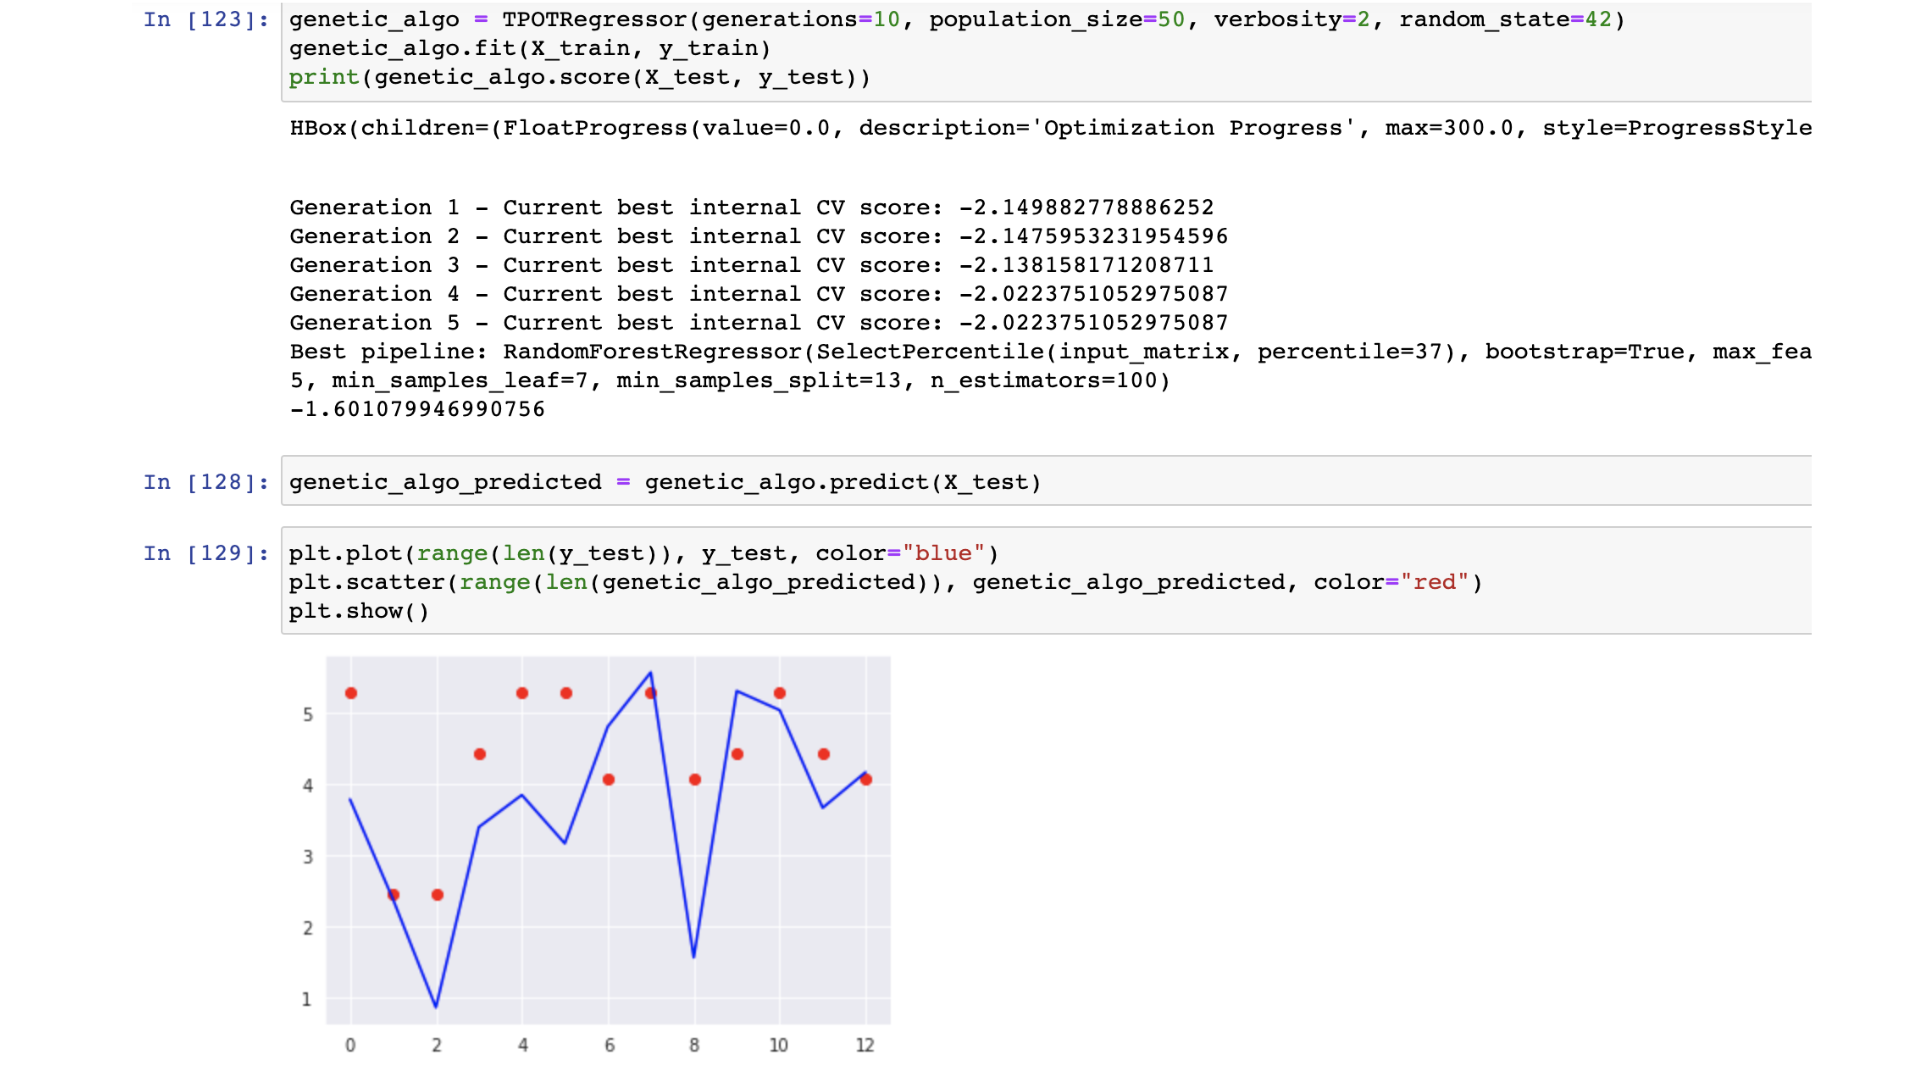 In [123]: genetic_algo = TPOTRegressor(generations=10, population_size=50, verbosity=2, random_state=42)
genetic_algo.fit(X_train, y_train)
print(genetic_algo.score(X_test, y_test))
HBox(children=(FloatProgress(value=0.0, description='Optimization Progress', max=300.0, style=ProgressStyle
Generation 1 - Current best internal CV score: -2.149882778886252
Generation 2 - Current best internal CV score: -2.1475953231954596
Generation 3 - Current best internal CV score: -2.138158171208711
Generation 4 - Current best internal CV score: -2.0223751052975087
Generation 5 - Current best internal CV score: -2.0223751052975087
Best pipeline: RandomForestRegressor(SelectPercentile(input_matrix, percentile=37), bootstrap=True, max_fea
5, min_samples_leaf=7, min_samples_split=13, n_estimators=100)
-1.601079946990756
In [128]: genetic_algo_predicted = genetic_algo.predict(X_test)
In [129]: plt.plot(range(len(y_test)), y_test, color="blue")
plt.scatter(range(len(genetic_algo_predicted)), genetic_algo_predicted, color="red")
plt.show()
5
4
3
2
1
0 2 4 6 8 10 12